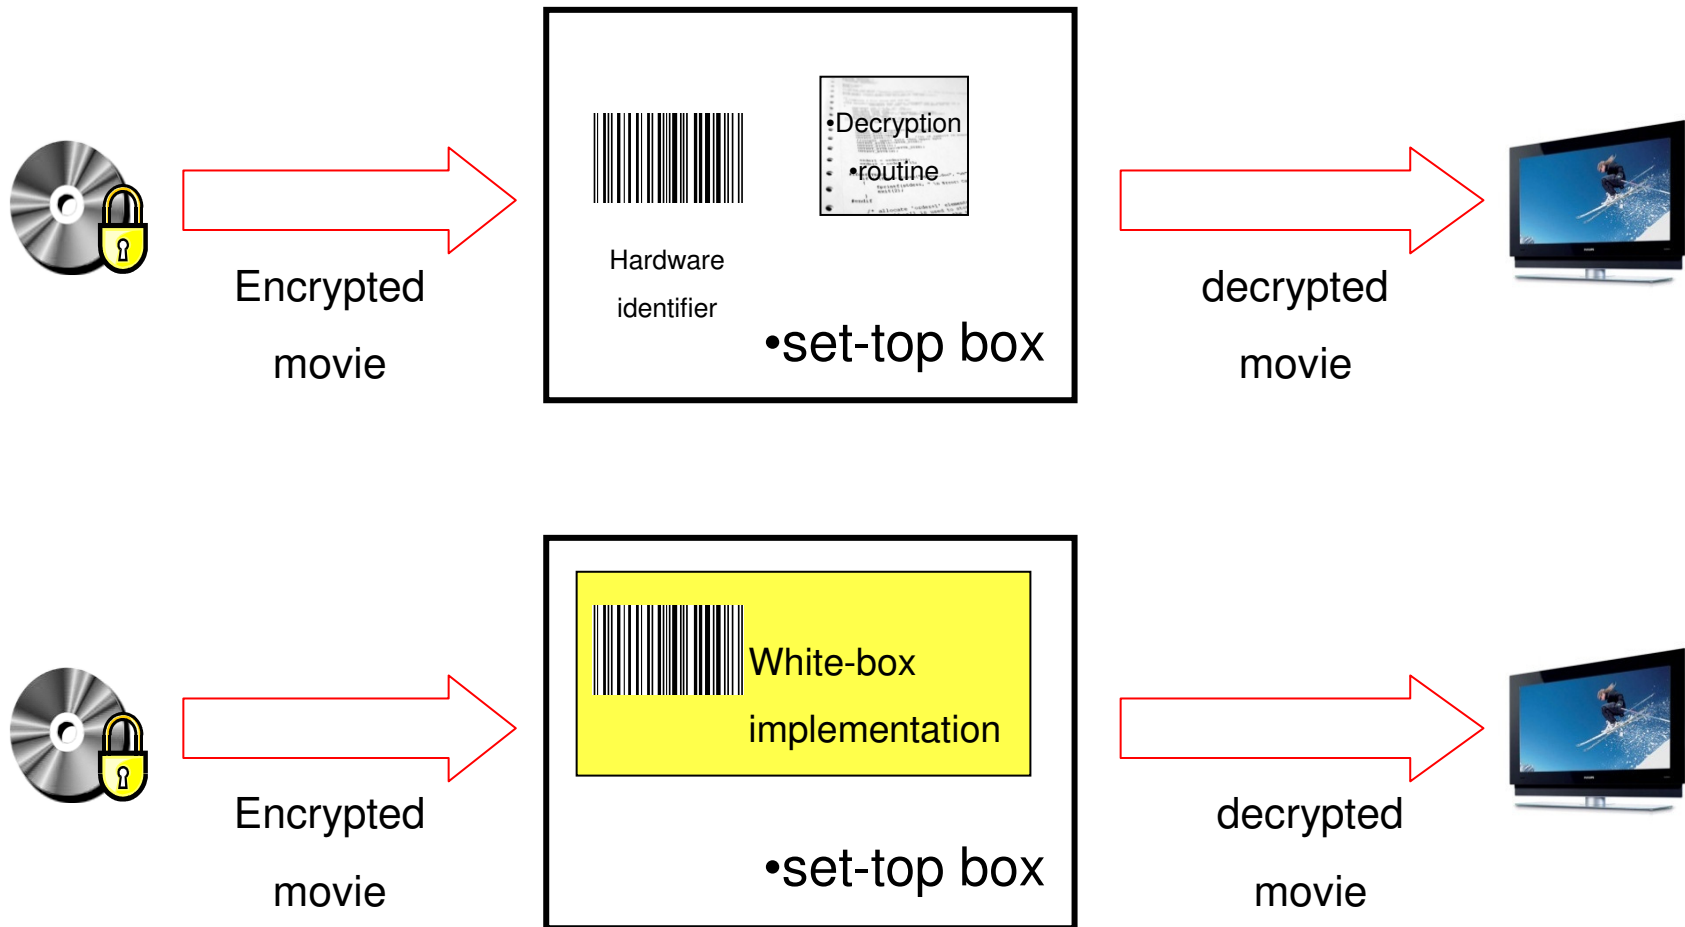 •Decryption
•routine
Hardware
identifier
Encrypted
movie
•set-top box
decrypted
movie
White-box
implementation
Encrypted
movie
•set-top box
decrypted
movie